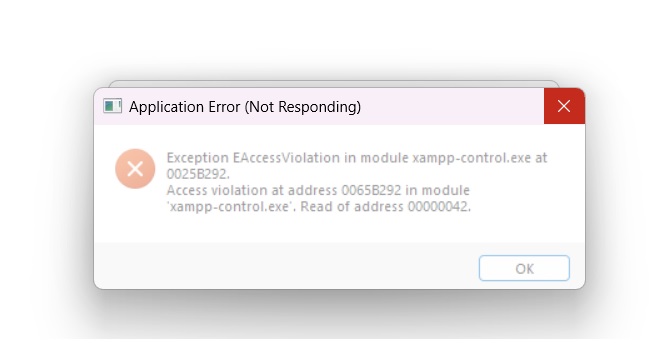 Application Error (Not Responding)
Exception EAccessViolation in module xampp-control.exe at
0025B292.
Access violation at address 0065B292 in module
'xampp-control.exe'. Read of address 00000042.
OK